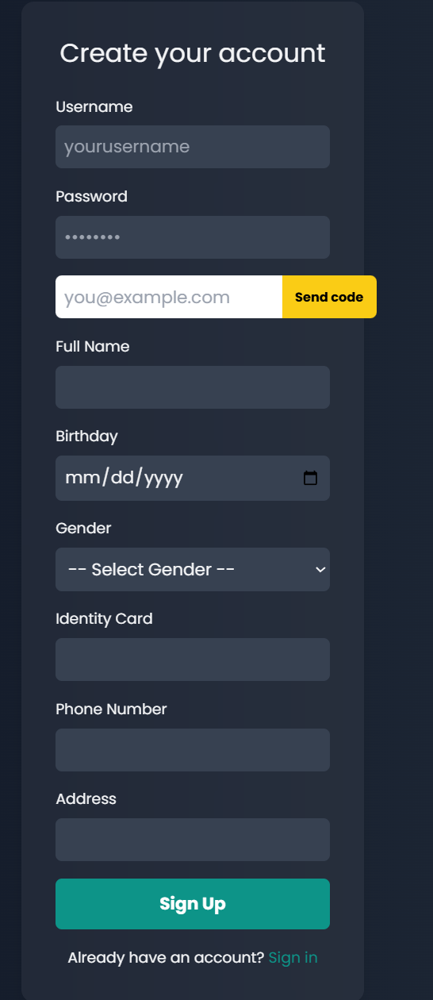 Create your account
Username
yourusername
Password
••••••••
you@example.com Send code
Full Name
Birthday
mm/dd/yyyy
Gender
-- Select Gender --
Identity Card
Phone Number
Address
Sign Up
Already have an account? Sign in